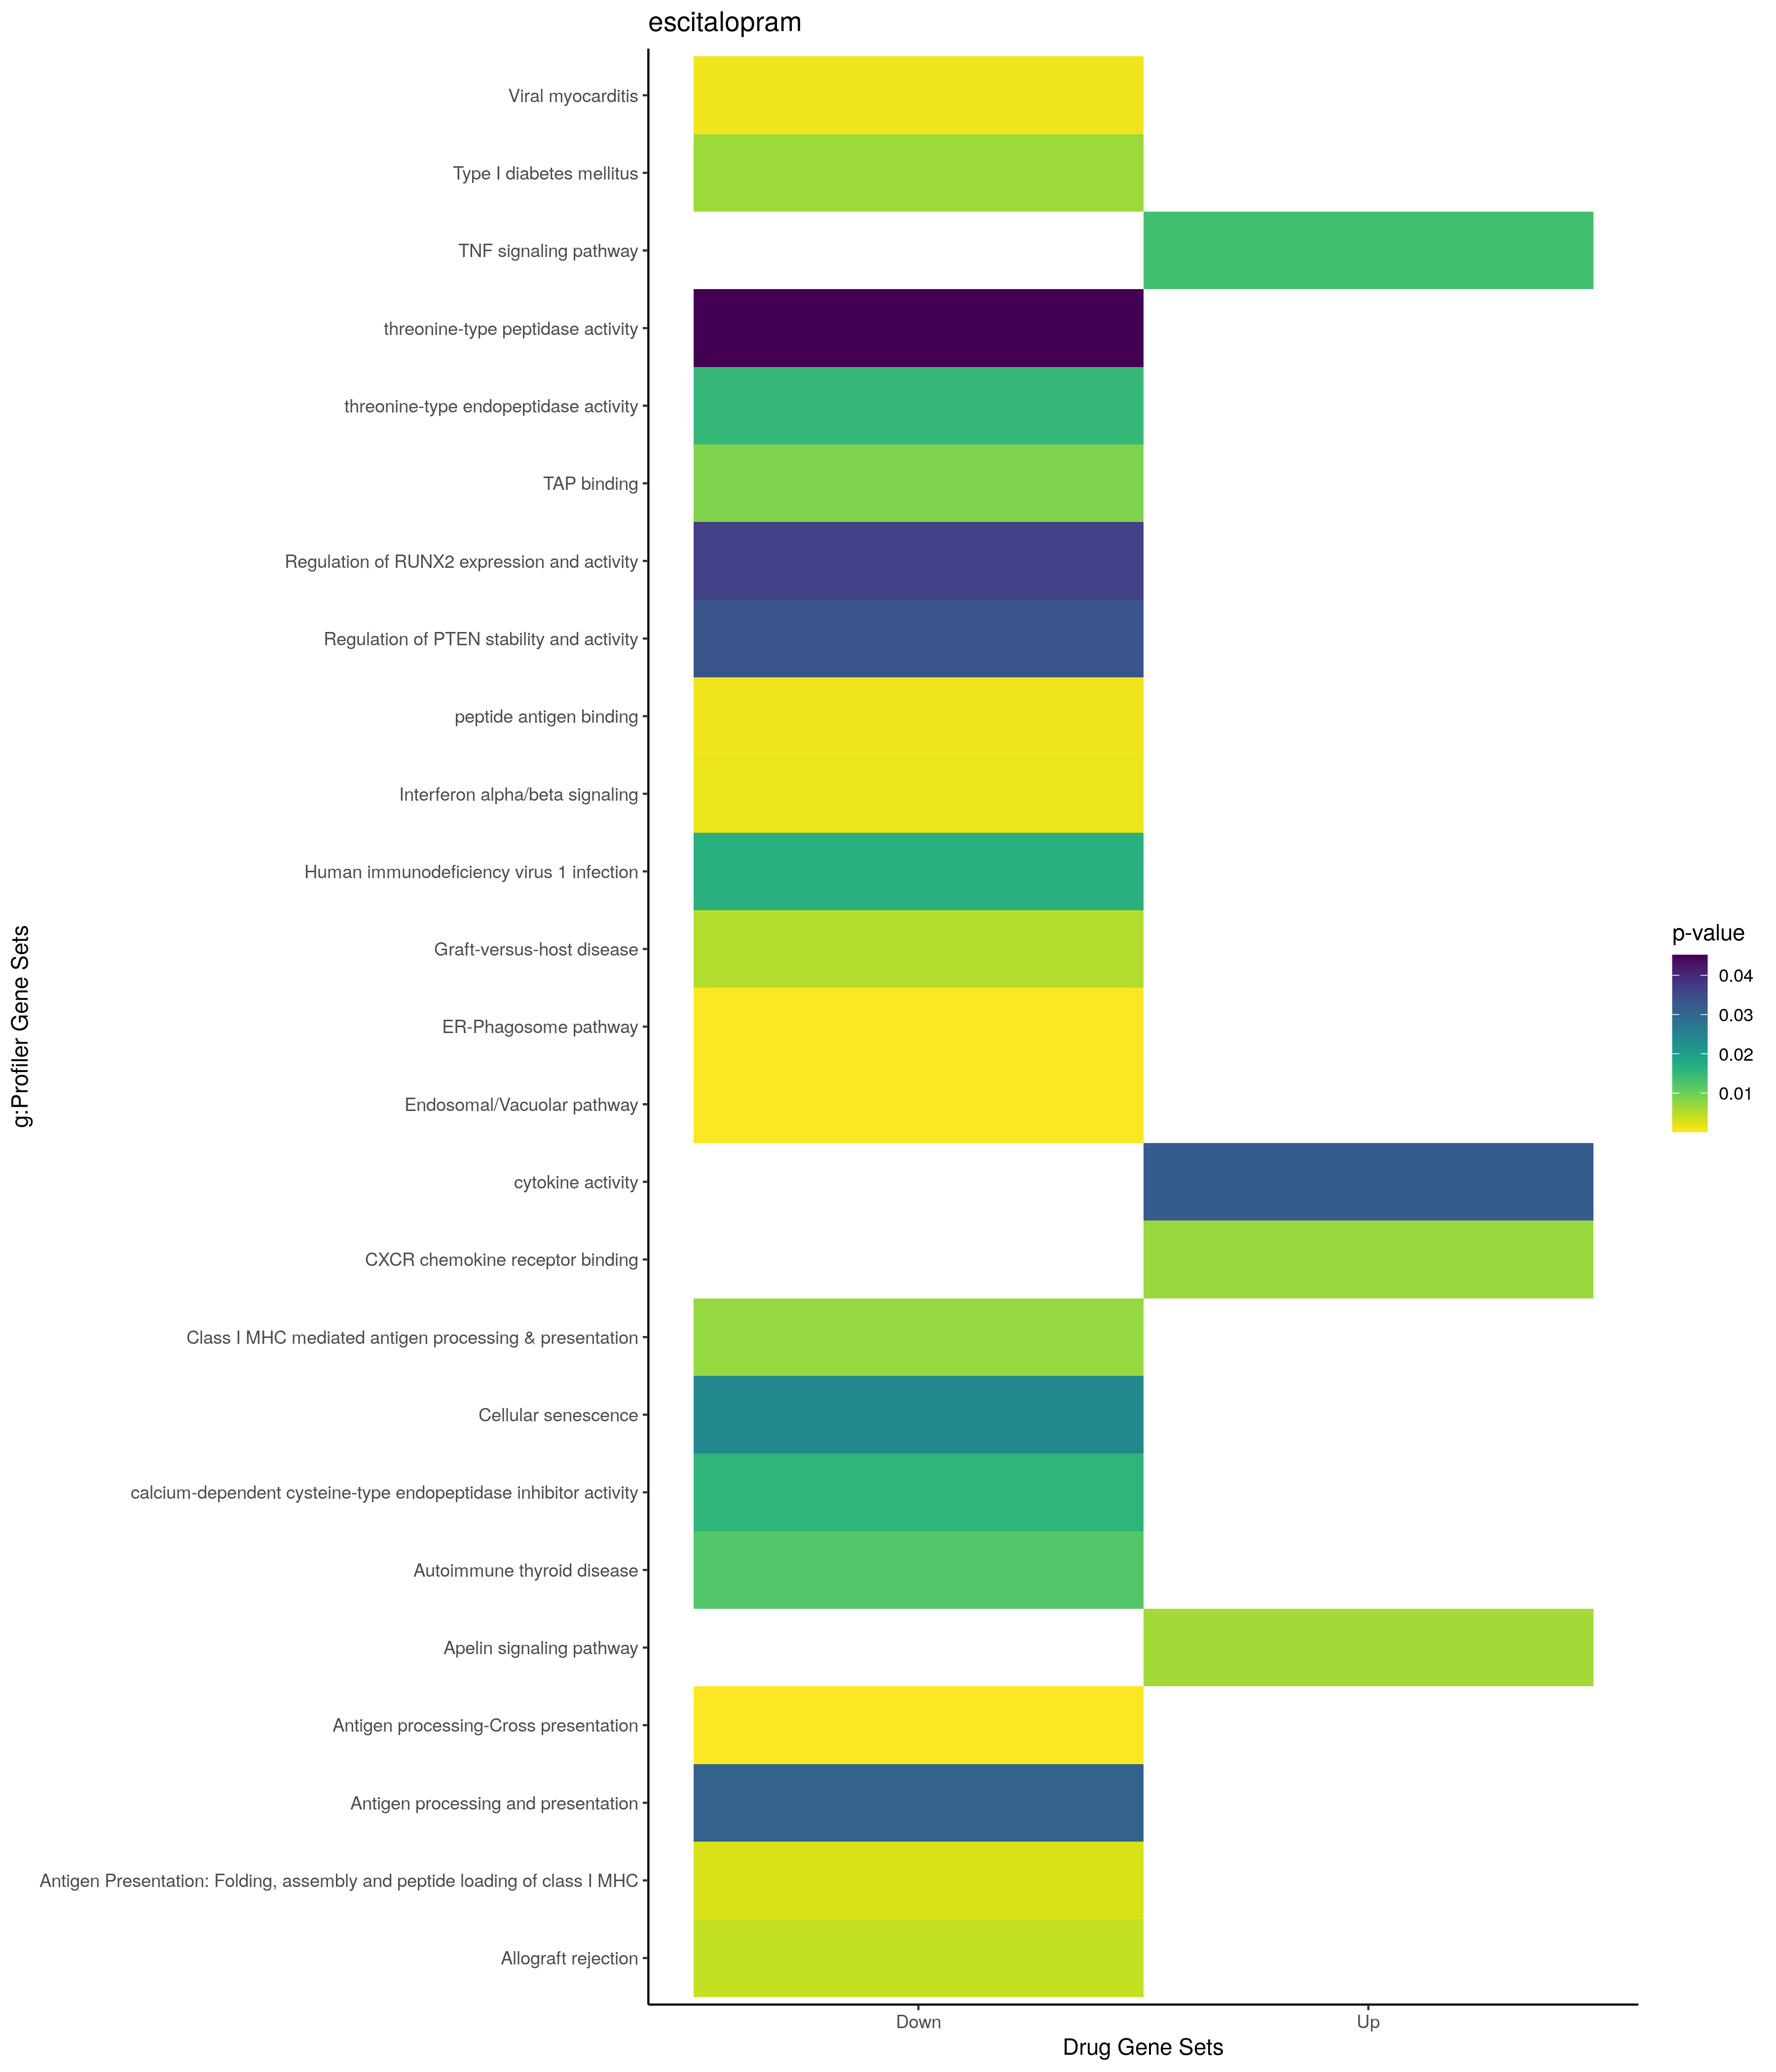 escitalopram
Viral myocarditis
Type I diabetes mellitus
TNF signaling pathway
threonine-type peptidase activity
threonine-type endopeptidase activity
TAP binding
Regulation of RUNX2 expression and activity
Regulation of PTEN stability and activity
peptide antigen binding
Interferon alpha/beta signaling
Human immunodeficiency virus 1 infection
Graft-versus-host disease
ER-Phagosome pathway
Endosomal/Vacuolar pathway
cytokine activity
CXCR chemokine receptor binding
Class I MHC mediated antigen processing & presentation
Cellular senescence
calcium-dependent cysteine-type endopeptidase inhibitor activity
Autoimmune thyroid disease
Apelin signaling pathway
Antigen processing-Cross presentation
Antigen processing and presentation
Antigen Presentation: Folding, assembly and peptide loading of class I MHC
Allograft rejection
g:Profiler Gene Sets
Down
Up
Drug Gene Sets
p-value
0.04
0.03
0.02
0.01